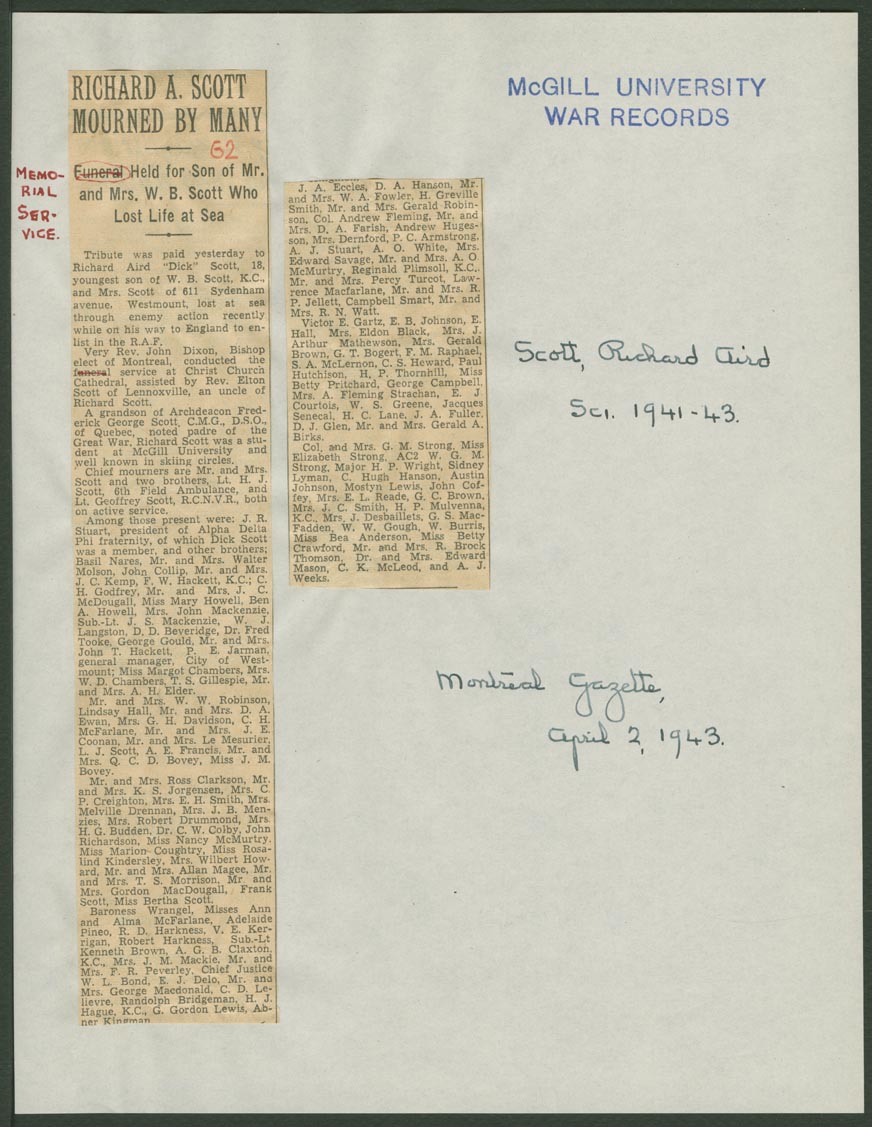 McGILL UNIVERSITY
WAR RECORDS
RICHARD A. SCOTT
MOURNED BY MANY
62
MEMO-
RIAL
SER-
VICE.
Funeral Held for Son of Mr.
and Mrs. W. B. Scott Who
Lost Life at Sea
Tribute was paid yesterday to
Richard Aird "Dick" Scott, 18,
youngest son of W. B. Scott, K.C.,
and Mrs. Scott of 611 Sydenham
avenue. Westmount, lost at sea
through enemy action recently
while on his way to England to en-
list in the R.A.F.
Very Rev. John Dixon, Bishop
elect of Montreal, conducted the
funeral service at Christ Church
Cathedral, assisted by Rev. Elton
Scott of Lennoxville, an uncle of
Richard Scott.
A grandson of Archdeacon Fred-
erick George Scott, C.M.G., D.S.O.,
of Quebec, noted padre of the
Great War, Richard Scott was a stu-
dent at McGill University and
well known in skiing circles.
Chief mourners are Mr. and Mrs.
Scott and two brothers, Lt. H. J.
Scott, 6th Field Ambulance, and
Lt. Geoffrey Scott, R.C.N.V.R., both
on active service.
Among those present were: J. R.
Stuart, president of Alpha Delta
Phi fraternity, of which Dick Scott
was a member, and other brothers;
Basil Nares, Mr. and Mrs. Walter
Molson, John Collip, Mr. and Mrs.
J. C. Kemp, F. W. Hackett, K.C.; C.
H. Godfrey, Mr. and Mrs. J. C.
McDougall, Miss Mary Howell, Ben
A. Howell, Mrs. John Mackenzie,
Sub.-Lt. J. S. Mackenzie, W. J.
Langston, D. D. Beveridge, Dr. Fred
Tooke, George Gould, Mr. and Mrs.
John T. Hackett, P. E. Jarman,
general manager, City of West-
mount; Miss Margot Chambers, Mrs.
W. D. Chambers, T. S. Gillespie, Mr.
and Mrs. A. H. Elder.
Mr. and Mrs. W. W. Robinson,
Lindsay Hall, Mr. and Mrs. D. A.
Ewan, Mrs. G. H. Davidson, C. H.
McFarlane, Mr. and Mrs. J. E.
Coonan, Mr. and Mrs. Le Mesurier,
L. J. Scott, A. E. Francis, Mr. and
Mrs. Q. C. D. Bovey, Miss J. M.
Bovey.
Mr. and Mrs. Ross Clarkson, Mr.
and Mrs. K. S. Jorgensen, Mrs. C.
P. Creighton, Mrs. E. H. Smith, Mrs.
Melville Drennan, Mrs. J. B. Men-
zies, Mrs. Robert Drummond, Mrs.
H. G. Budden, Dr. C. W. Colby, John
Richardson, Miss Nancy McMurtry,
Miss Marion Coughtry, Miss Rosa-
lind Kindersley, Mrs. Wilbert How-
ard, Mr. and Mrs. Allan Magee, Mr.
and Mrs. T. S. Morrison, Mr. and
Mrs. Gordon MacDougall, Frank
Scott, Miss Bertha Scott.
Baroness Wrangel, Misses Ann
and Alma McFarlane, Adelaide
Pineo, R. D. Harkness, V. E. Ker-
rigan, Robert Harkness, Sub.-Lt
Kenneth Brown, A. G. B. Claxton,
K.C., Mrs. J. M. Mackie, Mr. and
Mrs. F. R. Peverley, Chief Justice
W. L. Bond, E. J. Delo, Mr. and
Mrs. George Macdonald, C. D. Le-
lievre, Randolph Bridgeman, H. J.
Hague, K.C., G. Gordon Lewis, Ab-
ner Kingman
J. A. Eccles, D. A. Hanson, Mr.
and Mrs. W. A. Fowler, H. Greville
Smith, Mr. and Mrs. Gerald Robin-
son, Col. Andrew Fleming, Mr. and
Mrs. D. A. Farish, Andrew Huges-
son, Mrs. Dernford, P. C. Armstrong,
A. J. Stuart, A. O. White, Mrs.
Edward Savage, Mr. and Mrs. A. O.
McMurtry, Reginald Plimsoll, K.C.,
Mr. and Mrs. Percy Turcot, Law-
rence Macfarlane, Mr. and Mrs. R.
P. Jellett, Campbell Smart, Mr. and
Mrs. R. N. Watt.
Victor E. Gartz, E. B. Johnson, E.
Hall, Mrs. Eldon Black, Mrs. J.
Arthur Mathewson, Mrs. Gerald
Brown, G. T. Bogert, F. M. Raphael,
S. A. McLernon, C. S. Heward, Paul
Hutchison, H. P. Thornhill, Miss
Betty Pritchard, George Campbell,
Mrs. A. Fleming Strachan, E. J.
Courtois, W. S. Greene, Jacques
Senecal, H. C. Lane, J. A. Fuller,
D. J. Glen, Mr. and Mrs. Gerald A.
Birks.
Col. and Mrs. G. M. Strong, Miss
Elizabeth Strong, AC2 W. G. M.
Strong, Major H. P. Wright, Sidney
Lyman, C. Hugh Hanson, Austin
Johnson, Mostyn Lewis, John Cof-
fey, Mrs. E. L. Reade, G. C. Brown,
Mrs. J. C. Smith, H. P. Mulvenna,
K.C., Mrs. J. Desbaillets, G. S. Mac-
Fadden, W. W. Gough, W. Burris,
Miss Bea Anderson, Miss Betty
Crawford, Mr. and Mrs. R. Brock
Thomson, Dr. and Mrs. Edward
Mason, C. K. McLeod, and A. J.
Weeks.
Scott, Richard Aird
Sci. 1941-43.
Montreal Gazette,
April 2, 1943.